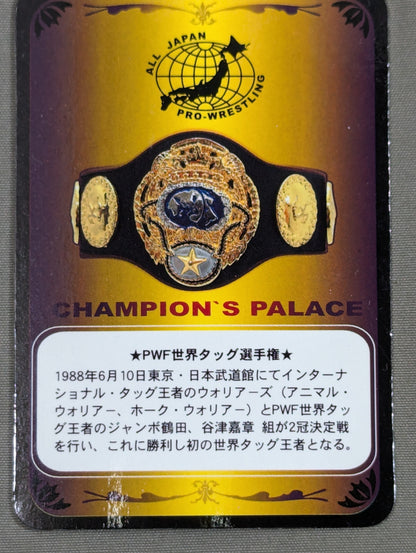 ALL JAPAN
PRO-WRESTLING
CHAMPION`S PALACE
★PWF世界タッグ選手権★
1988年6月10日東京・日本武道館にてインターナ
ショナル・タッグ王者のウォリアーズ（アニマル・
ウォリアー、ホーク・ウォリアー）とPWF世界タッ
グ王者のジャンボ鶴田、谷津嘉章 組が2冠決定戦
を行い、これに勝利し初の世界タッグ王者となる。